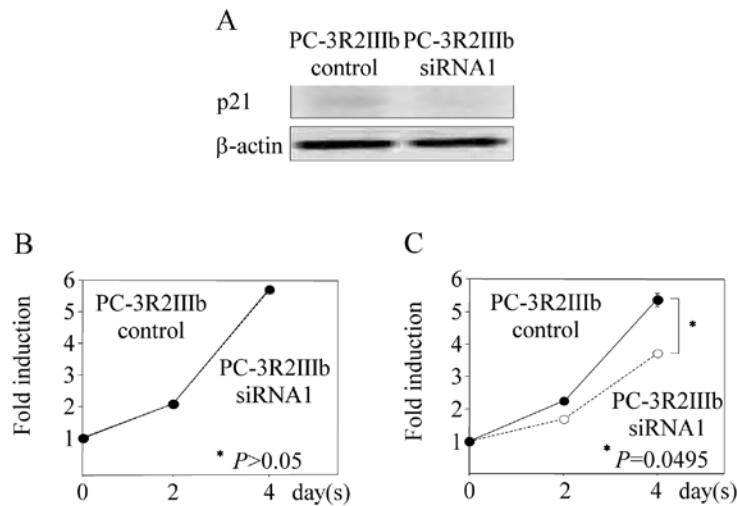 A
PC-3R2IIIb PC-3R2IIIb
control siRNA1
p21
β-actin
B
Fold induction
6
5
4
3
2
1
PC-3R2IIIb
control
PC-3R2IIIb
siRNA1
* P>0.05
0 2 4 day(s)
C
Fold induction
6
5
4
3
2
1
PC-3R2IIIb
control
*
PC-3R2IIIb
siRNA1
* P=0.0495
0 2 4 day(s)